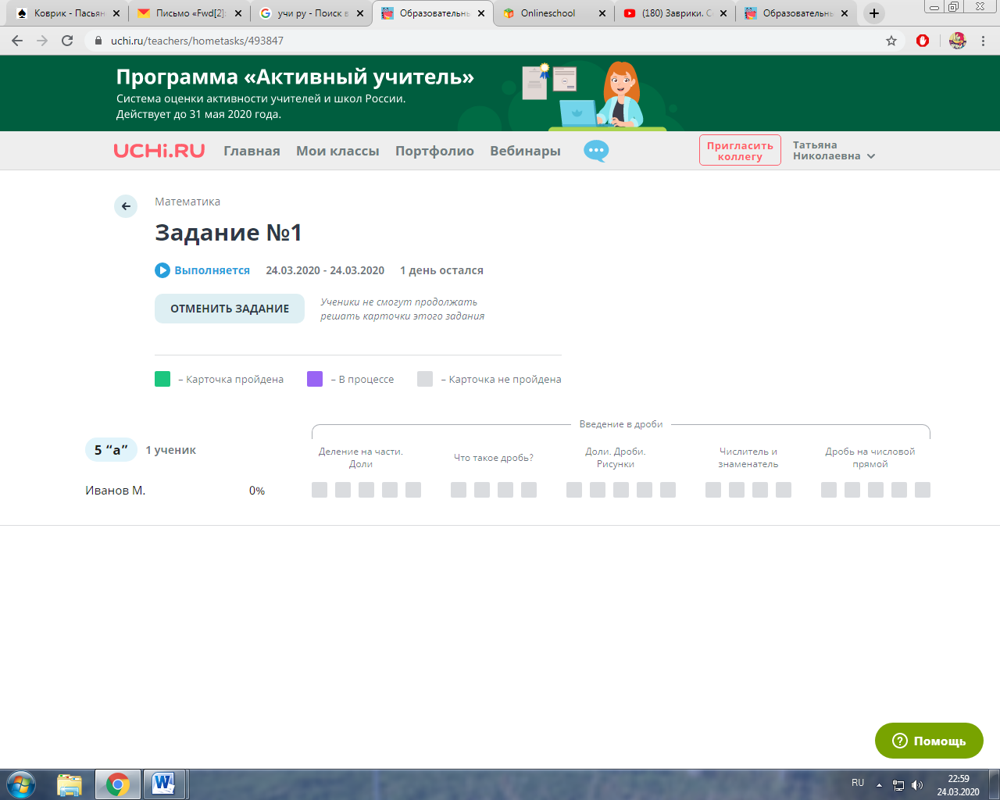 Коврик - Пасьян
Письмо «Fwd[2]:
учи ру - Поиск в
Образовательнь
Onlineschool
(180) Заврики. С
Образовательнь
uchi.ru/teachers/hometasks/493847
Программа «Активный учитель»
Система оценки активности учителей и школ России.
Действует до 31 мая 2020 года.
UCHi.RU
Главная
Мои классы
Портфолио
Вебинары
Пригласить
коллегу
Татьяна
Николаевна
Математика
Задание №1
Выполняется 24.03.2020 - 24.03.2020 1 день остался
ОТМЕНИТЬ ЗАДАНИЕ
Ученики не смогут продолжать
решать карточки этого задания
– Карточка пройдена – В процессе – Карточка не пройдена
Введение в дроби
5 “а” 1 ученик
Деление на части.
Доли
Что такое дробь?
Доли. Дроби.
Рисунки
Числитель и
знаменатель
Дробь на числовой
прямой
Иванов М. 0%
Помощь
RU
22:59
24.03.2020